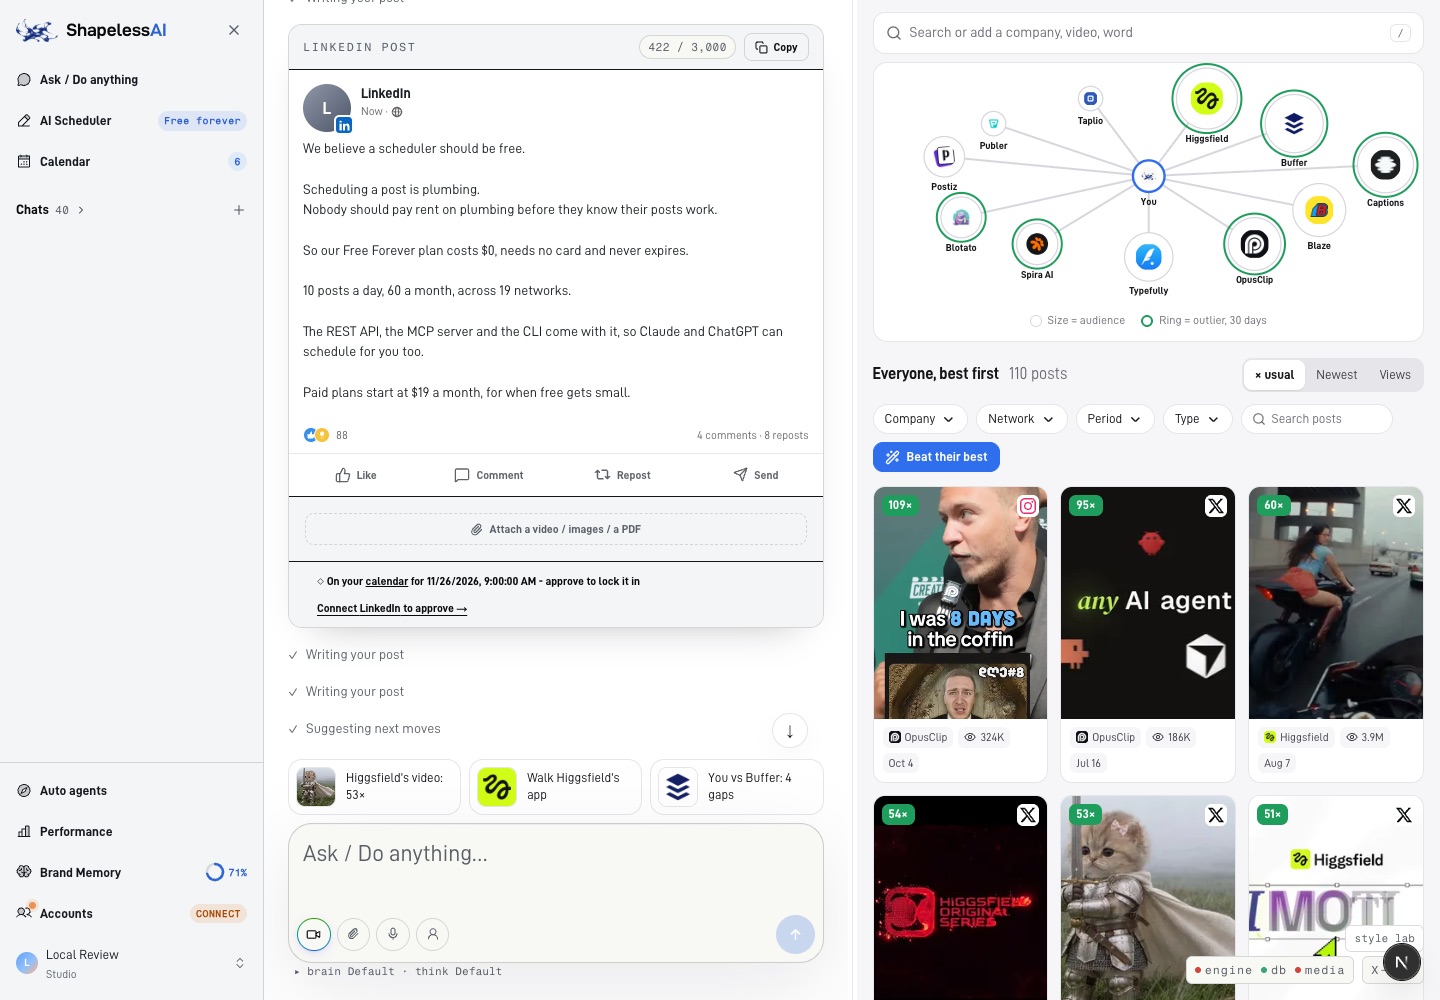 ShapelessAI
Ask / Do anything
AI Scheduler
Free forever
Calendar
6
Chats 40
Auto agents
Performance
Brand Memory
71%
Accounts
CONNECT
L
Local Review
Studio
LINKEDIN POST
422 / 3,000
Copy
L
in
LinkedIn
Now ·
We believe a scheduler should be free.
Scheduling a post is plumbing.
Nobody should pay rent on plumbing before they know their posts work.
So our Free Forever plan costs $0, needs no card and never expires.
10 posts a day, 60 a month, across 19 networks.
The REST API, the MCP server and the CLI come with it, so Claude and ChatGPT can
schedule for you too.
Paid plans start at $19 a month, for when free gets small.
88
4 comments · 8 reposts
Like
Comment
Repost
Send
Attach a video / images / a PDF
◇ On your calendar for 11/26/2026, 9:00:00 AM - approve to lock it in
Connect LinkedIn to approve →
✓ Writing your post
✓ Writing your post
✓ Suggesting next moves
↓
Higgsfield's video:
53×
Walk Higgsfield's
app
You vs Buffer: 4
gaps
Ask / Do anything...
▸ brain Default · think Default
Search or add a company, video, word
/
Taplio
Higgsfield
Publer
Buffer
Postiz
You
Captions
Blotato
Blaze
Spira AI
OpusClip
Typefully
Size = audience
Ring = outlier, 30 days
Everyone, best first 110 posts
× usual
Newest
Views
Company
Network
Period
Type
Search posts
Beat their best
109×
CREAT
I was 8 DAYS
in the coffin
OpusClip
324K
Oct 4
95×
any AI agent
OpusClip
186K
Jul 16
60×
Higgsfield
3.9M
Aug 7
54×
HIGGSFIELD
ORIGINAL
SERIES
53×
51×
Higgsfield
style lab
engine
db
media
X
N